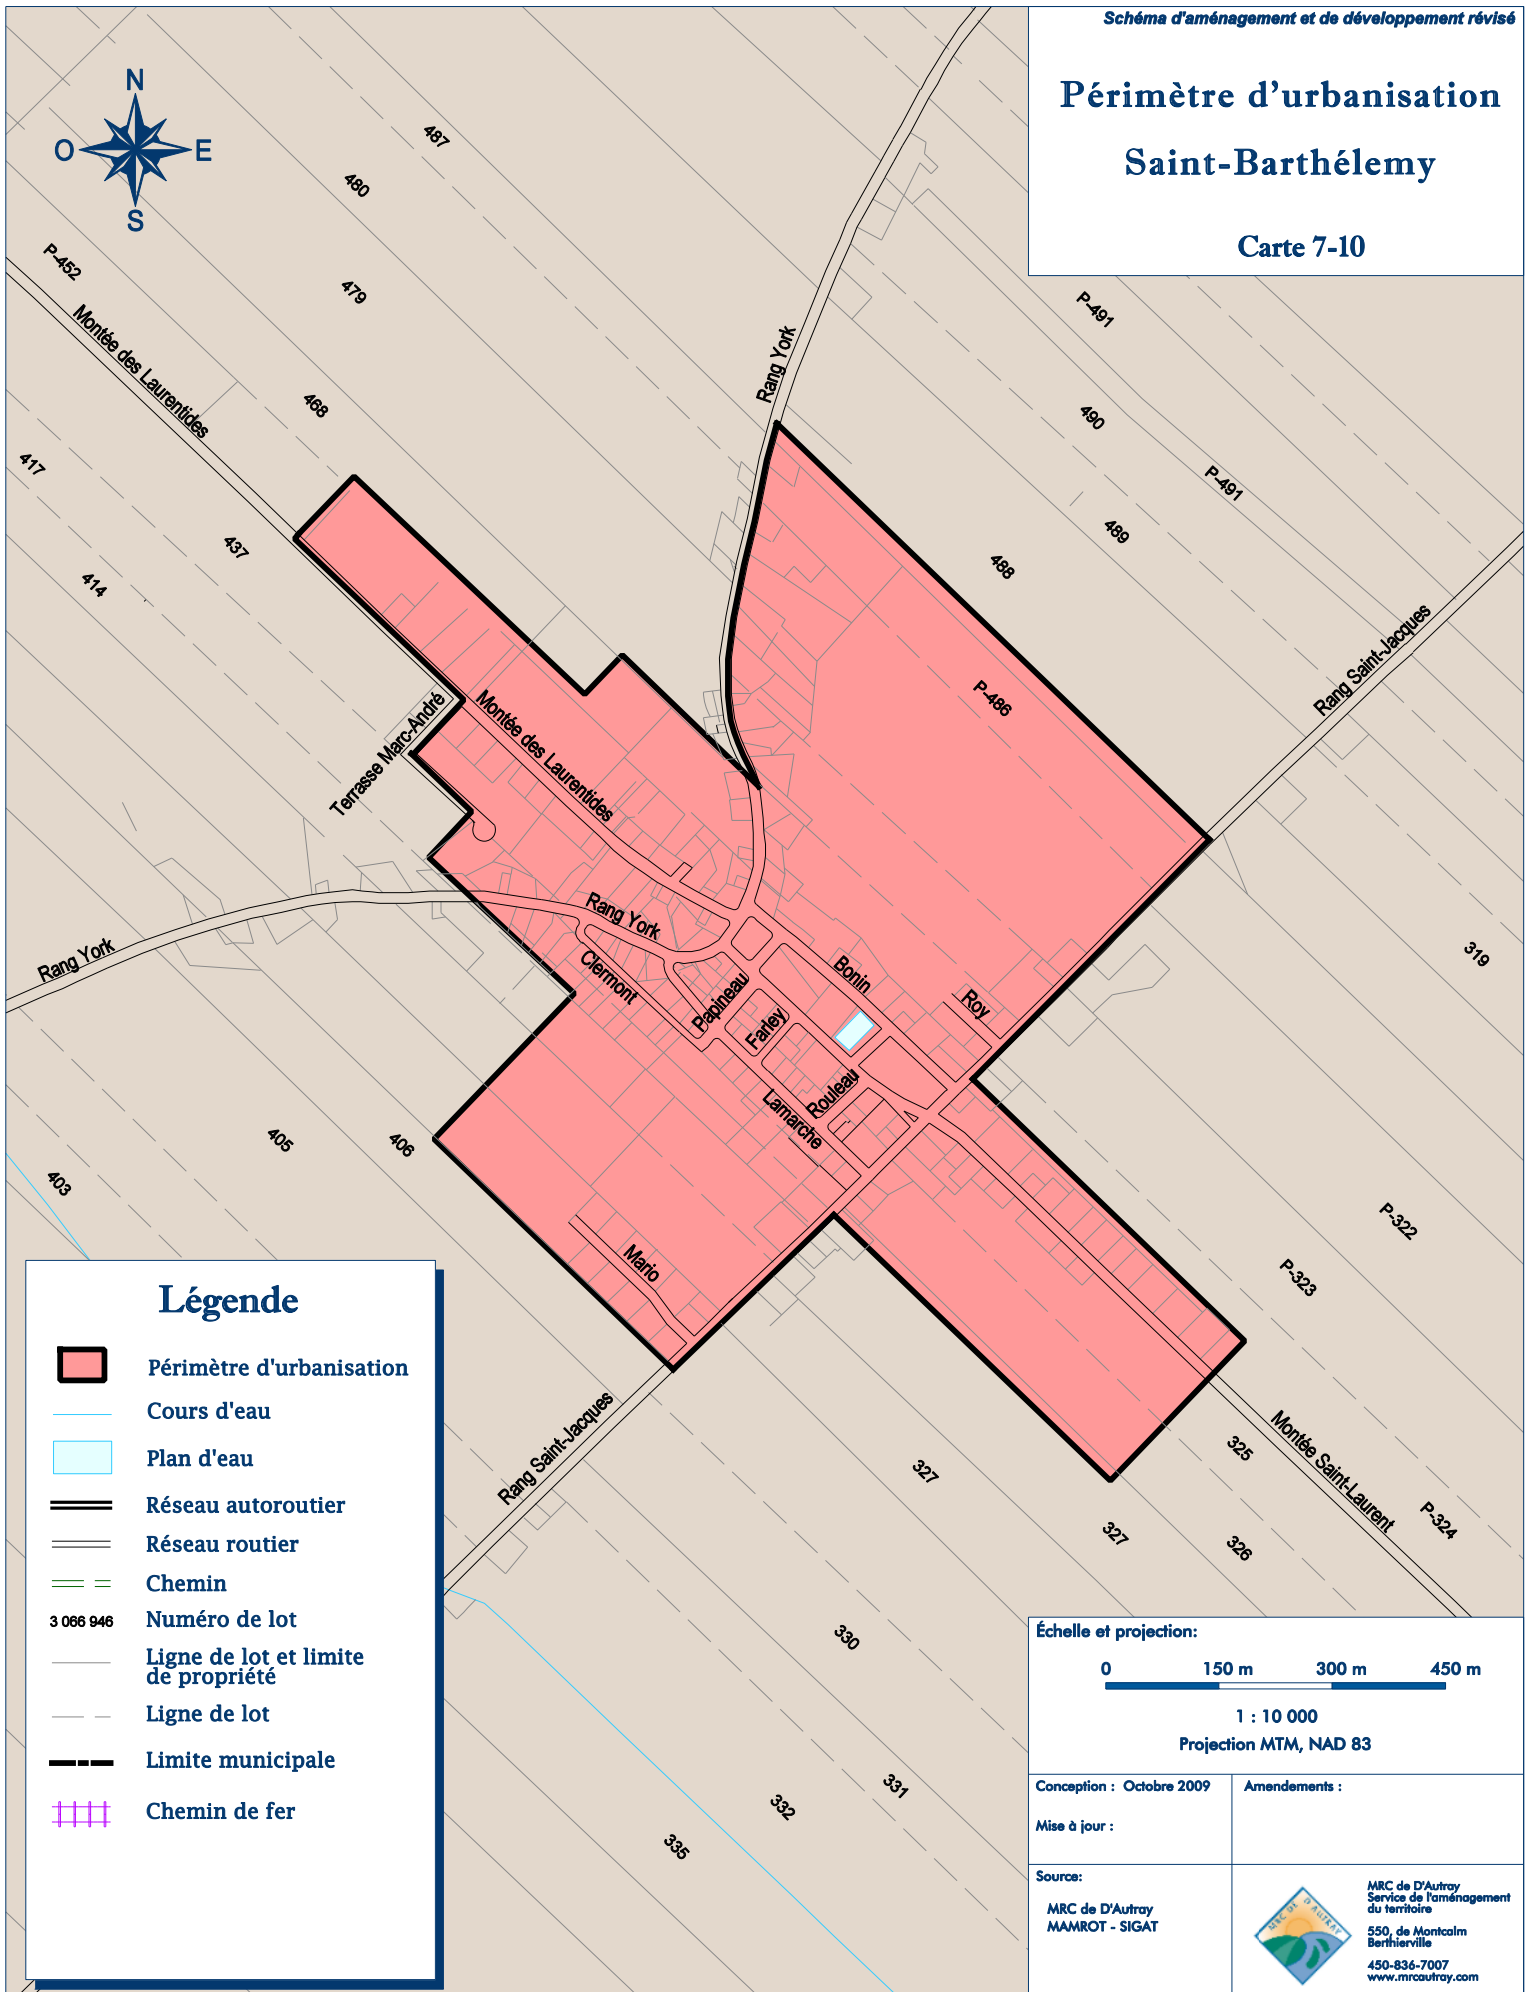 Schéma d'aménagement et de développement révisé
Périmètre d'urbanisation
Saint-Barthélemy
Carte 7-10
N
O
E
S
487
480
479
P-452
Montée des Laurentides
468
417
437
414
Rang York
P-491
490
P-491
489
488
P-486
Rang Saint-Jacques
Terrasse Marc-André
Montée des Laurentides
Rang York
Rang York
Clermont
Papineau
Farley
Bonin
Roy
Rouleau
Lamarche
Mario
319
405
406
403
P-322
P-323
Rang Saint-Jacques
327
325
Montée Saint-Laurent
P-324
327
326
330
331
332
335
Légende
Périmètre d'urbanisation
Cours d'eau
Plan d'eau
Réseau autoroutier
Réseau routier
Chemin
3 066 946 Numéro de lot
Ligne de lot et limite
de propriété
Ligne de lot
Limite municipale
Chemin de fer
Échelle et projection:
0 150 m 300 m 450 m
1 : 10 000
Projection MTM, NAD 83
Conception : Octobre 2009
Mise à jour :
Amendements :
Source:
MRC de D'Autray
MAMROT - SIGAT
MRC DE D'AUTRAY
MRC de D'Autray
Service de l'aménagement
du territoire
550, de Montcalm
Berthierville
450-836-7007
www.mrcautray.com